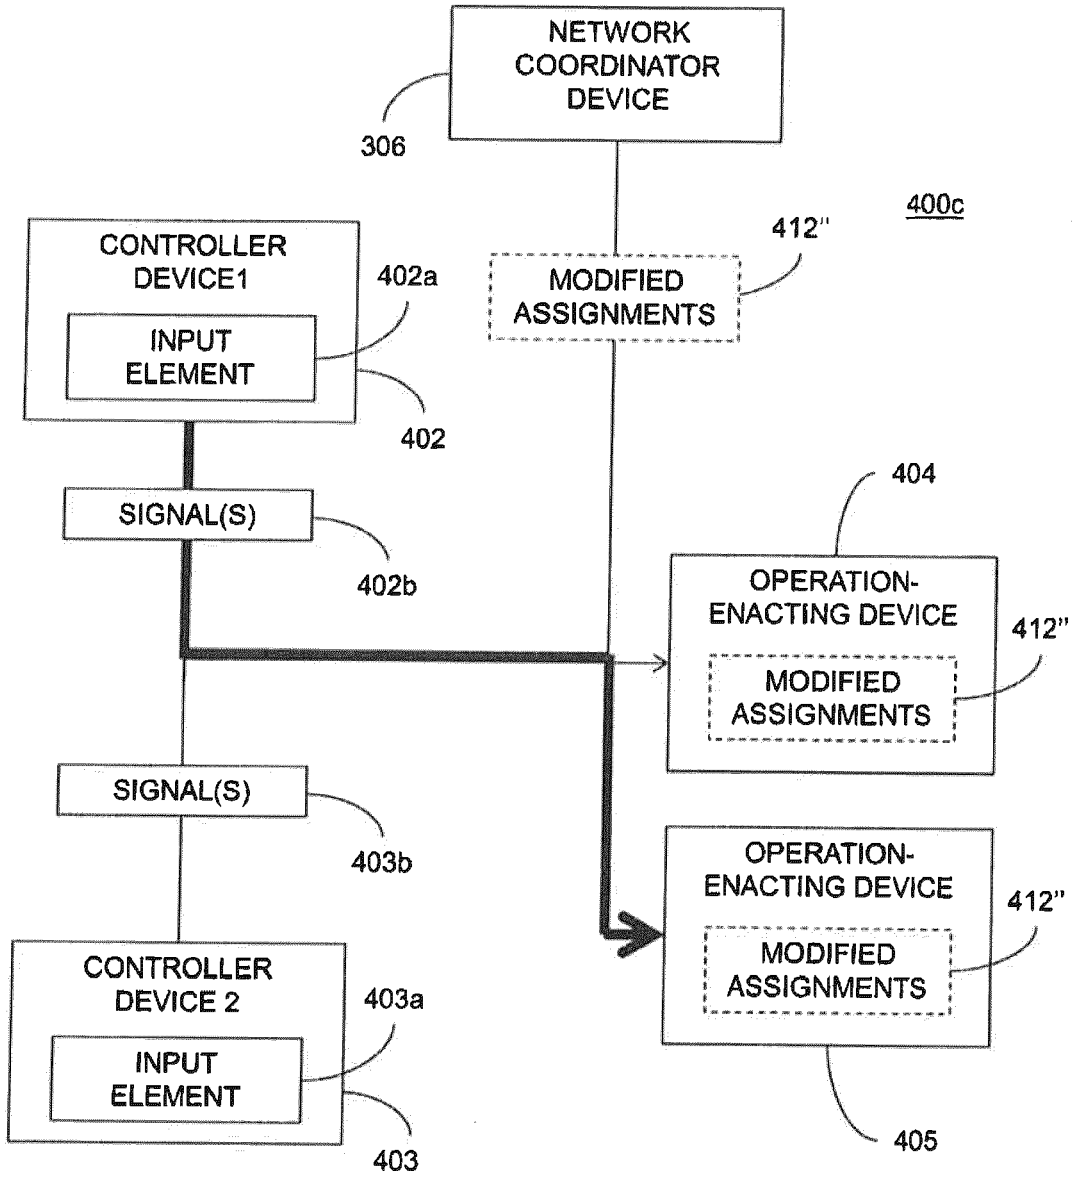 NETWORK
COORDINATOR
DEVICE
306
400c
CONTROLLER
DEVICE1
402a
INPUT
ELEMENT
402
412"
MODIFIED
ASSIGNMENTS
SIGNAL(S)
402b
404
OPERATION-
ENACTING DEVICE
412"
MODIFIED
ASSIGNMENTS
SIGNAL(S)
403b
OPERATION-
ENACTING DEVICE
412"
MODIFIED
ASSIGNMENTS
405
CONTROLLER
DEVICE 2
403a
INPUT
ELEMENT
403